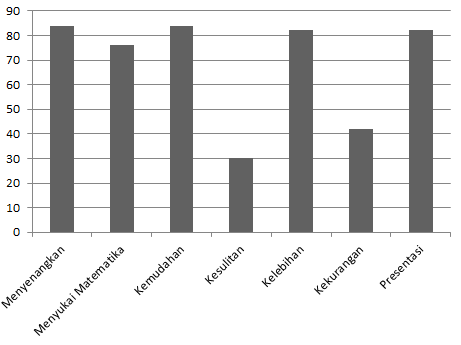 90
80
70
60
50
40
30
20
10
0
Menyenangkan
Menyukai Matematika
Kemudahan
Kesulitan
Kelebihan
Kekurangan
Presentasi